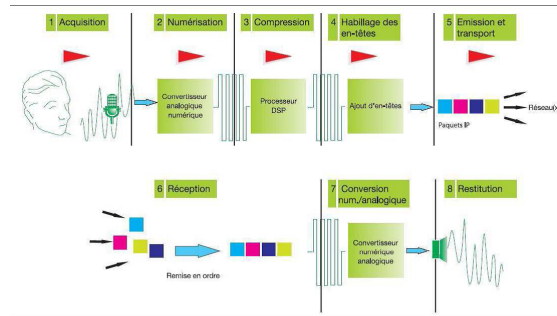 1 Acquisition
2 Numérisation
3 Compression
4 Habillage des
en-têtes
5 Emission et
transport
Convertisseur
analogique
numérique
Processeur
DSP
Ajout d'en-têtes
Réseau(x
Paquets IP
6 Réception
7 Conversion
num./analogique
8 Restitution
Convertisseur
numérique
analogique
Remise en ordre